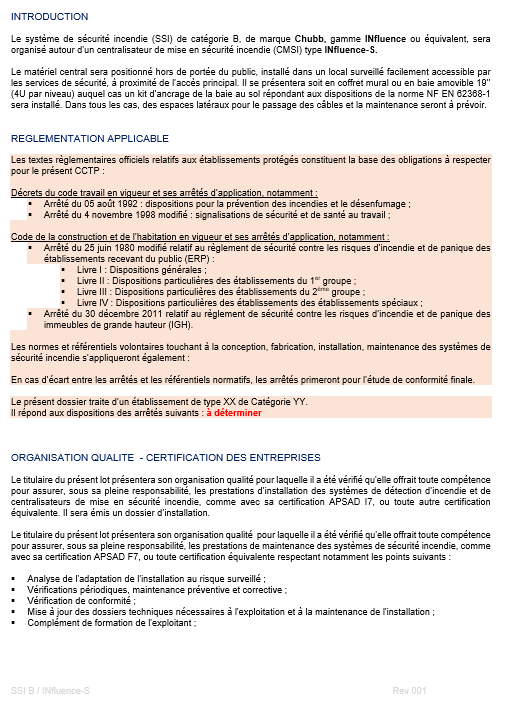 INTRODUCTION
Le système de sécurité incendie (SSI) de catégorie B, de marque Chubb, gamme INfluence ou équivalent, sera
organisé autour d'un centralisateur de mise en sécurité incendie (CMSI) type INfluence-S.
Le matériel central sera positionné hors de portée du public, installé dans un local surveillé facilement accessible par
les services de sécurité, à proximité de l'accès principal. Il se présentera soit en coffret mural ou en baie amovible 19''
(4U par niveau) auquel cas un kit d'ancrage de la baie au sol répondant aux dispositions de la norme NF EN 62368-1
sera installé. Dans tous les cas, des espaces latéraux pour le passage des câbles et la maintenance seront à prévoir.
REGLEMENTATION APPLICABLE
Les textes règlementaires officiels relatifs aux établissements protégés constituent la base des obligations à respecter
pour le présent CCTP :
Décrets du code travail en vigueur et ses arrêtés d'application, notamment :
▪ Arrêté du 05 août 1992 : dispositions pour la prévention des incendies et le désenfumage ;
▪ Arrêté du 4 novembre 1998 modifié : signalisations de sécurité et de santé au travail ;
Code de la construction et de l'habitation en vigueur et ses arrêtés d'application, notamment :
▪ Arrêté du 25 juin 1980 modifié relatif au règlement de sécurité contre les risques d'incendie et de panique des
établissements recevant du public (ERP) :
▪ Livre I : Dispositions générales ;
▪ Livre II : Dispositions particulières des établissements du 1er groupe ;
▪ Livre III : Dispositions particulières des établissements du 2ème groupe ;
▪ Livre IV : Dispositions particulières des établissements des établissements spéciaux ;
▪ Arrêté du 30 décembre 2011 relatif au règlement de sécurité contre les risques d'incendie et de panique des
immeubles de grande hauteur (IGH).
Les normes et référentiels volontaires touchant à la conception, fabrication, installation, maintenance des systèmes de
sécurité incendie s'appliqueront également :
En cas d'écart entre les arrêtés et les référentiels normatifs, les arrêtés primeront pour l'étude de conformité finale.
Le présent dossier traite d'un établissement de type XX de Catégorie YY.
Il répond aux dispositions des arrêtés suivants : à déterminer
ORGANISATION QUALITE - CERTIFICATION DES ENTREPRISES
Le titulaire du présent lot présentera son organisation qualité pour laquelle il a été vérifié qu'elle offrait toute compétence
pour assurer, sous sa pleine responsabilité, les prestations d'installation des systèmes de détection d'incendie et de
centralisateurs de mise en sécurité incendie, comme avec sa certification APSAD I7, ou toute autre certification
équivalente. Il sera émis un dossier d'installation.
Le titulaire du présent lot présentera son organisation qualité pour laquelle il a été vérifié qu'elle offrait toute compétence
pour assurer, sous sa pleine responsabilité, les prestations de maintenance des systèmes de sécurité incendie, comme
avec sa certification APSAD F7, ou toute certification équivalente respectant notamment les points suivants :
▪ Analyse de l'adaptation de l'installation au risque surveillé ;
▪ Vérifications périodiques, maintenance préventive et corrective ;
▪ Vérification de conformité ;
▪ Mise à jour des dossiers techniques nécessaires à l'exploitation et à la maintenance de l'installation ;
▪ Complément de formation de l'exploitant ;
SSI B / INfluence-S Rev 001